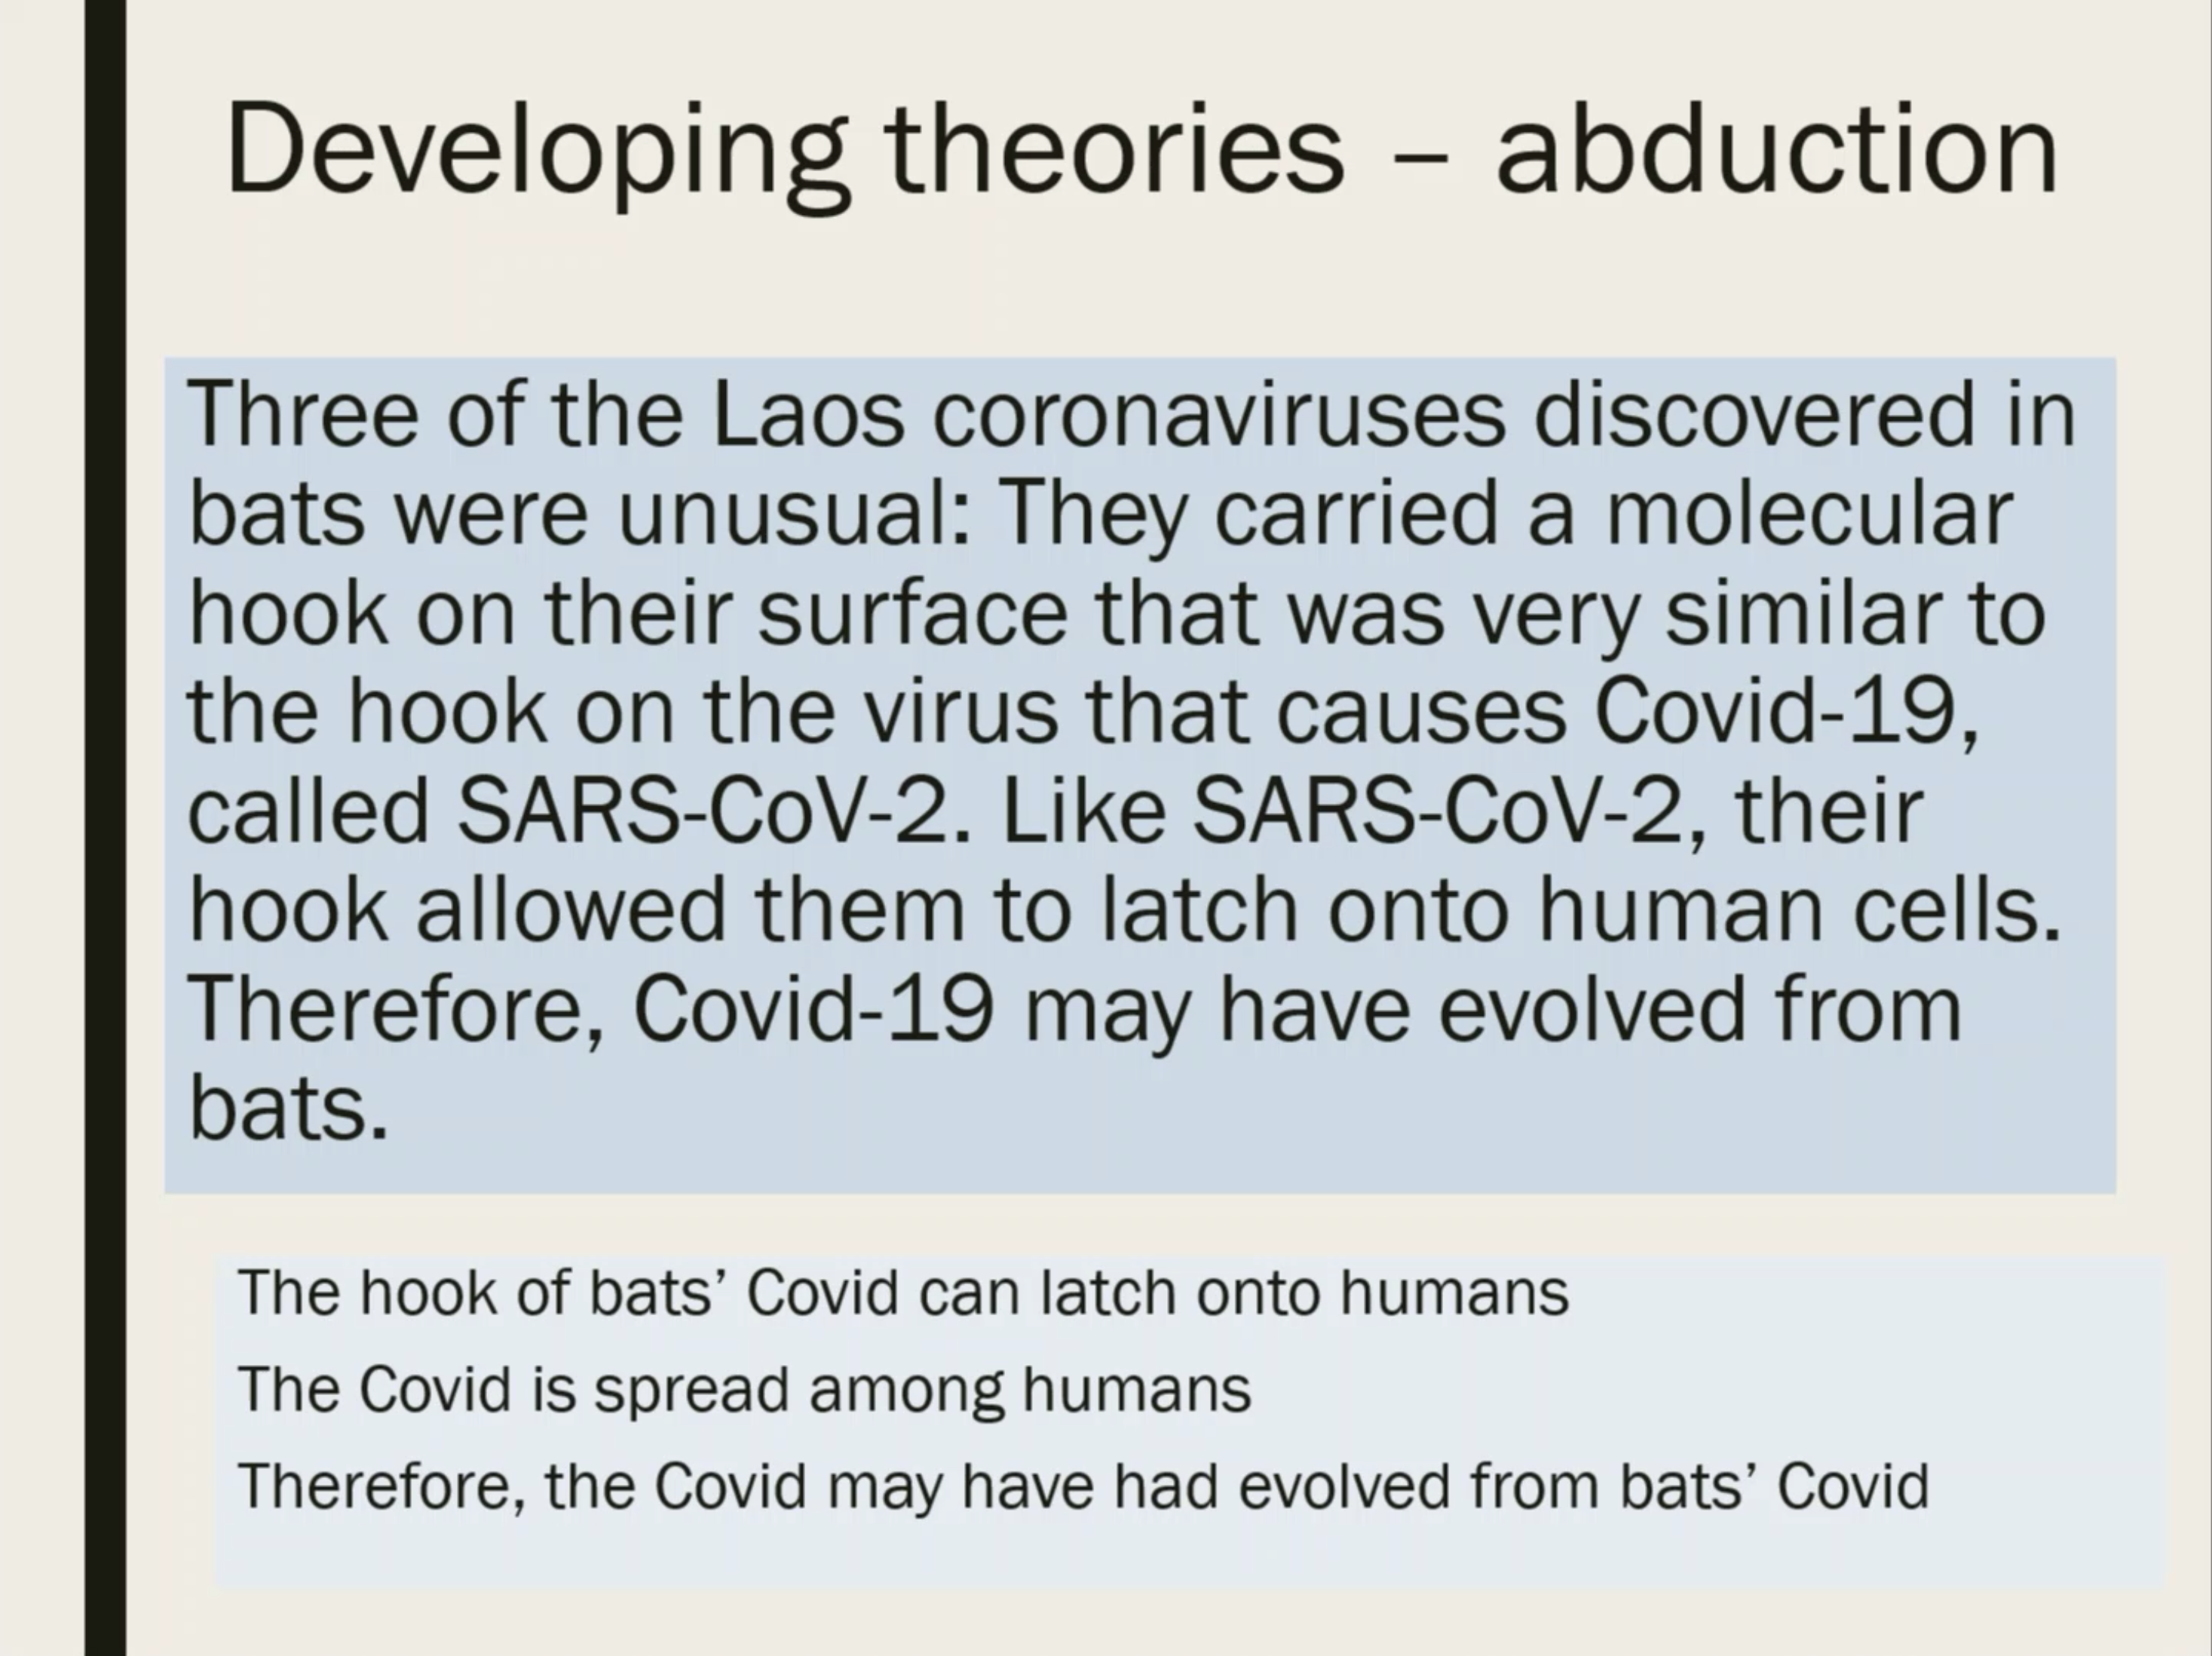 Developing theories – abduction
Three of the Laos coronaviruses discovered in
bats were unusual: They carried a molecular
hook on their surface that was very similar to
the hook on the virus that causes Covid-19,
called SARS-CoV-2. Like SARS-CoV-2, their
hook allowed them to latch onto human cells.
Therefore, Covid-19 may have evolved from
bats.
The hook of bats’ Covid can latch onto humans
The Covid is spread among humans
Therefore, the Covid may have had evolved from bats’ Covid